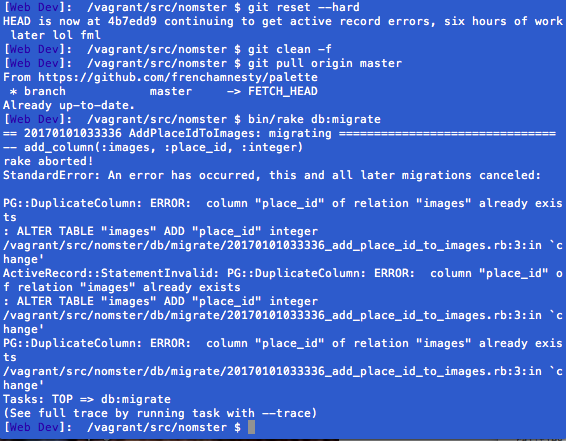 [Web Dev]:  /vagrant/src/nomster $ git reset --hard
HEAD is now at 4b7edd9 continuing to get active record errors, six hours of work
 later lol fml
[Web Dev]:  /vagrant/src/nomster $ git clean -f
[Web Dev]:  /vagrant/src/nomster $ git pull origin master
From https://github.com/frenchamnesty/palette
 * branch            master     -> FETCH_HEAD
Already up-to-date.
[Web Dev]:  /vagrant/src/nomster $ bin/rake db:migrate
== 20170101033336 AddPlaceIdToImages: migrating ===============================
-- add_column(:images, :place_id, :integer)
rake aborted!
StandardError: An error has occurred, this and all later migrations canceled:
PG::DuplicateColumn: ERROR:  column "place_id" of relation "images" already exis
ts
: ALTER TABLE "images" ADD "place_id" integer
/vagrant/src/nomster/db/migrate/20170101033336_add_place_id_to_images.rb:3:in `c
hange'
ActiveRecord::StatementInvalid: PG::DuplicateColumn: ERROR:  column "place_id" o
f relation "images" already exists
: ALTER TABLE "images" ADD "place_id" integer
/vagrant/src/nomster/db/migrate/20170101033336_add_place_id_to_images.rb:3:in `c
hange'
PG::DuplicateColumn: ERROR:  column "place_id" of relation "images" already exis
ts
/vagrant/src/nomster/db/migrate/20170101033336_add_place_id_to_images.rb:3:in `c
hange'
Tasks: TOP => db:migrate
(See full trace by running task with --trace)
[Web Dev]:  /vagrant/src/nomster $